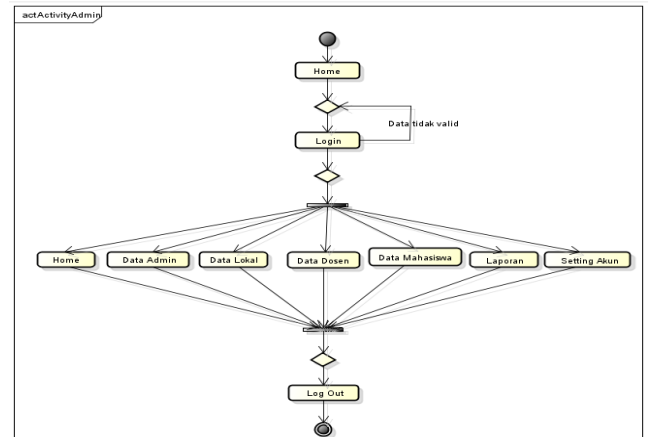 actActivityAdmin
Home
Data tidak valid
Login
Home
Data Admin
Data Lokal
Data Dosen
Data Mahasiswa
Laporan
Setting Akun
Log Out